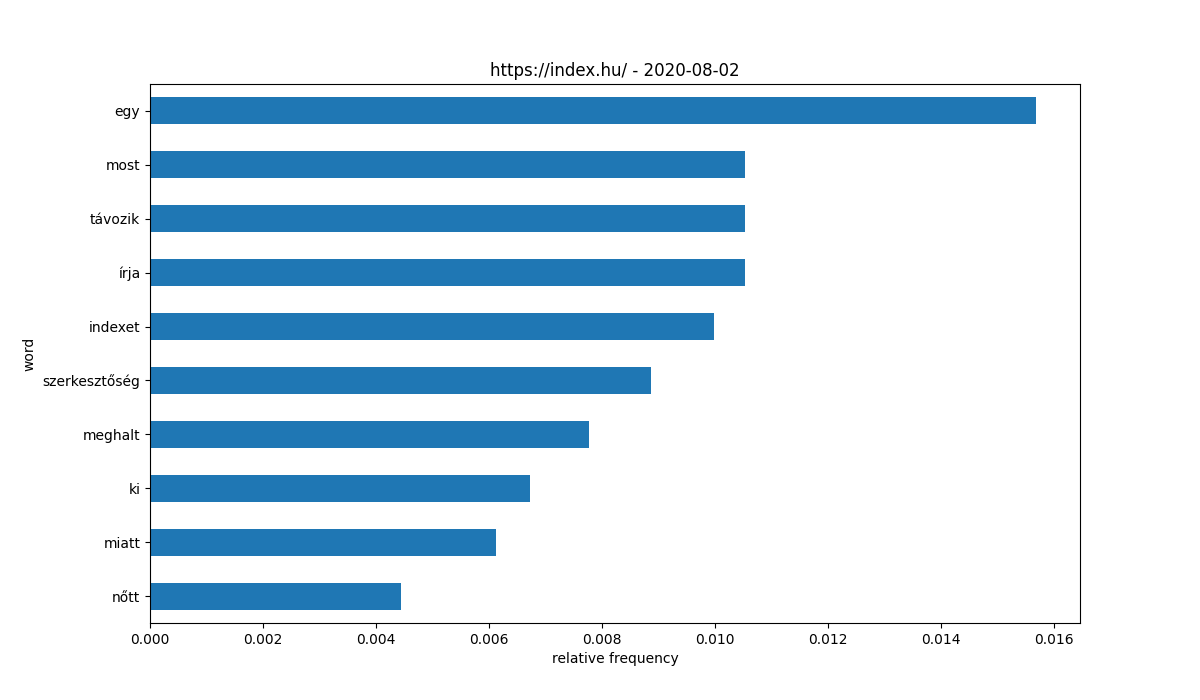 https://index.hu/ - 2020-08-02
egy
most
távozik
írja
indexet
szerkesztőség
meghalt
ki
miatt
nőtt
word
0.000 0.002 0.004 0.006 0.008 0.010 0.012 0.014 0.016
relative frequency